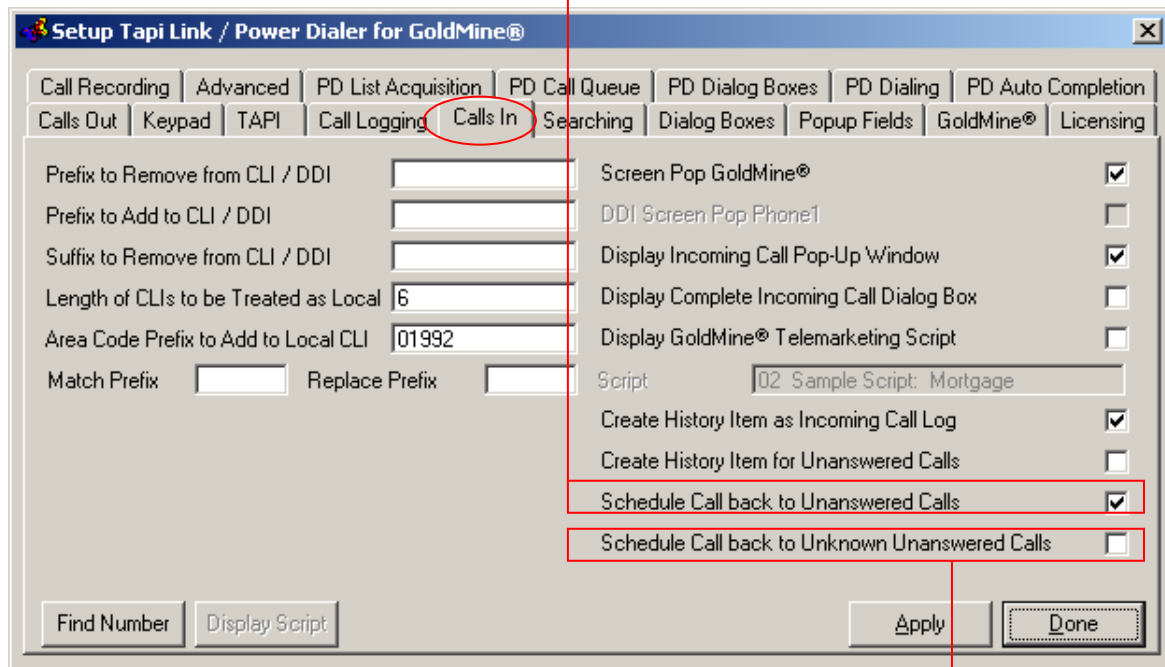 Setup Tapi Link / Power Dialer for GoldMine®
Call Recording Advanced PD List Acquisition PD Call Queue PD Dialog Boxes PD Dialing PD Auto Completion
Calls Out Keypad TAPI Call Logging Calls In Searching Dialog Boxes Popup Fields GoldMine® Licensing
Prefix to Remove from CLI / DDI
Prefix to Add to CLI / DDI
Suffix to Remove from CLI / DDI
Length of CLIs to be Treated as Local 6
Area Code Prefix to Add to Local CLI 01992
Match Prefix Replace Prefix
Screen Pop GoldMine®
DDI Screen Pop Phone1
Display Incoming Call Pop-Up Window
Display Complete Incoming Call Dialog Box
Display GoldMine® Telemarketing Script
Script 02 Sample Script: Mortgage
Create History Item as Incoming Call Log
Create History Item for Unanswered Calls
Schedule Call back to Unanswered Calls
Schedule Call back to Unknown Unanswered Calls
Find Number Display Script Apply Done